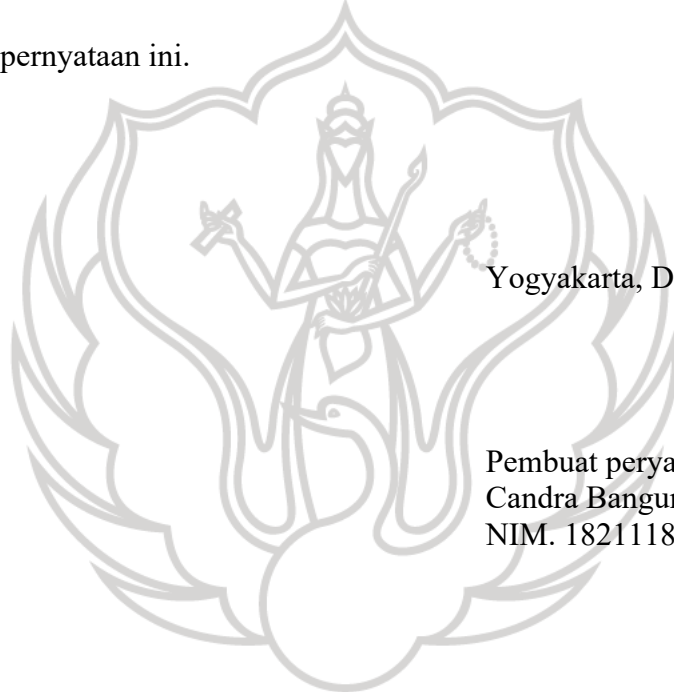 pernyataan ini.
Yogyakarta, D
Pembuat perya
Candra Bangun
NIM. 1821118